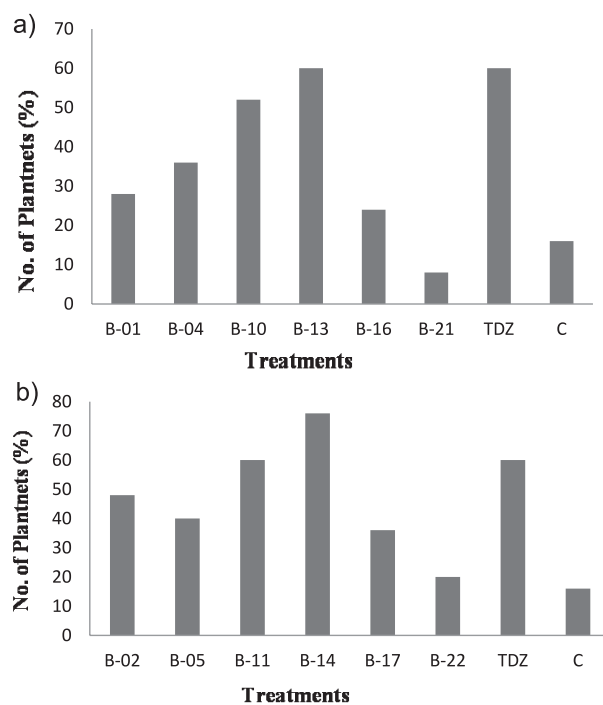 a)
70
60
50
40
30
20
10
0
No. of Plantnets (%)
B-01 B-04 B-10 B-13 B-16 B-21 TDZ C
Treatments
b)
80
70
60
50
40
30
20
10
0
No. of Plantnets (%)
B-02 B-05 B-11 B-14 B-17 B-22 TDZ C
Treatments